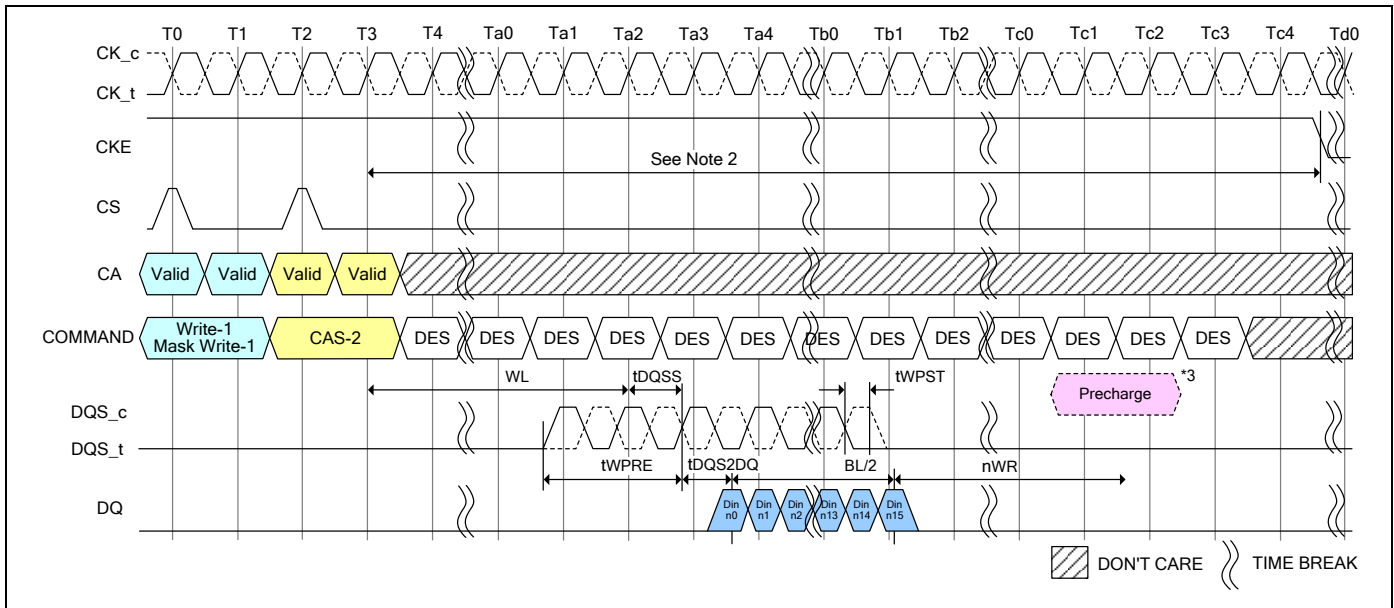 T0 T1 T2 T3 T4 Ta0 Ta1 Ta2 Ta3 Ta4 Tb0 Tb1 Tb2 Tc0 Tc1 Tc2 Tc3 Tc4 Td0
CK_c
CK_t
CKE
See Note 2
CS
CA Valid Valid Valid Valid
COMMAND Write-1 Mask Write-1 CAS-2 DES DES DES DES DES DES DES DES DES DES DES DES DES
WL tDQSS tWPST
Precharge *3
DQS_c
DQS_t
tWPRE tDQS2DQ BL/2 nWR
DQ Din n0 Din n1 Din n2 Din n13 Din n14 Din n15
DON'T CARE TIME BREAK